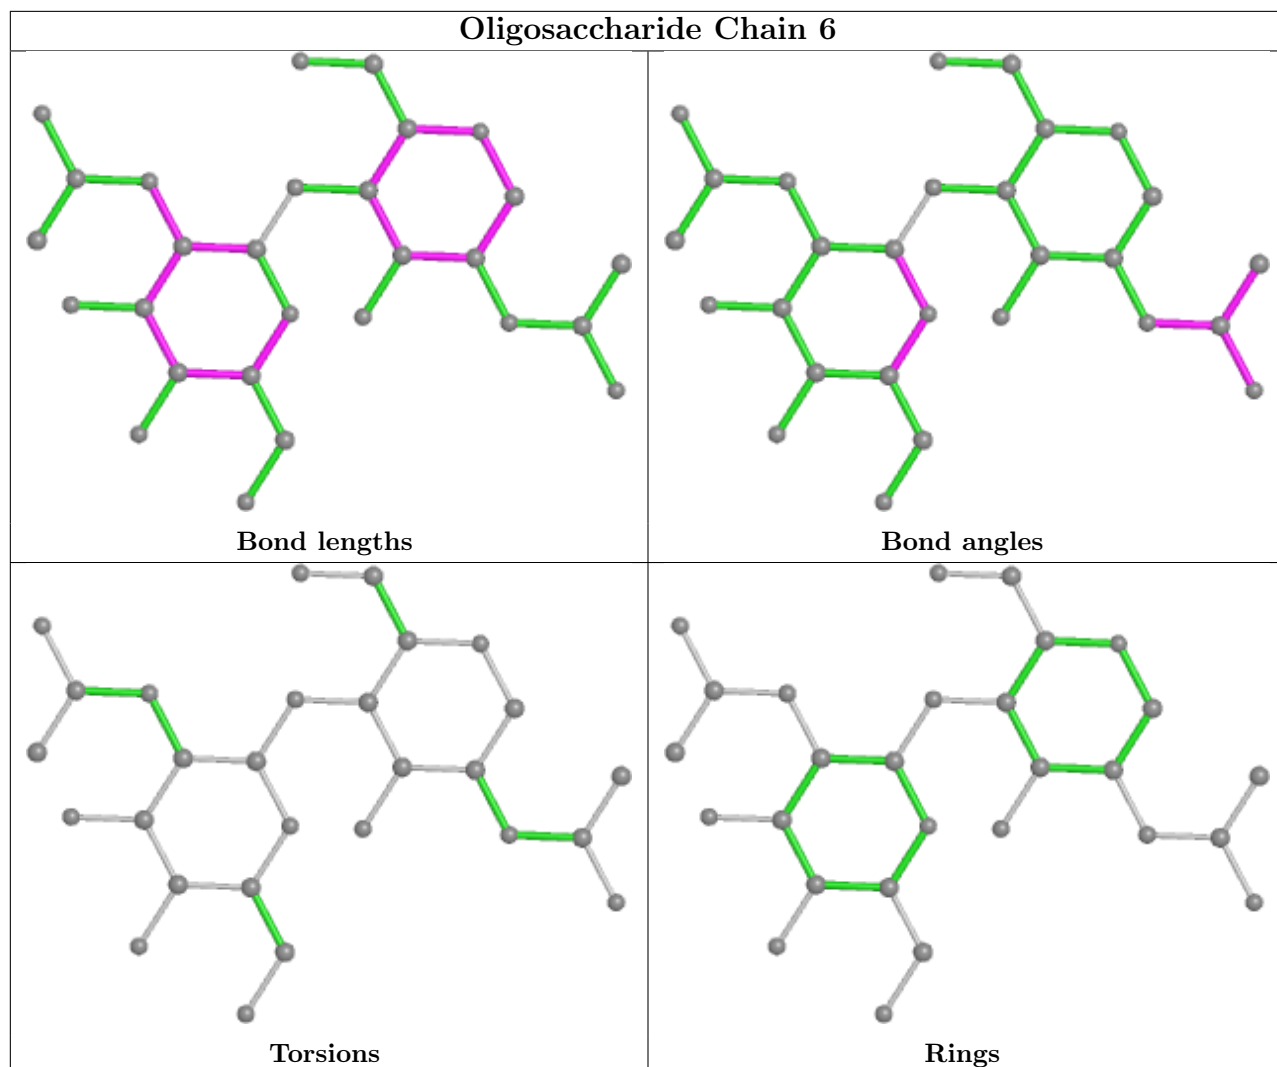 Oligosaccharide Chain 6
Bond lengths
Bond angles
Torsions
Rings